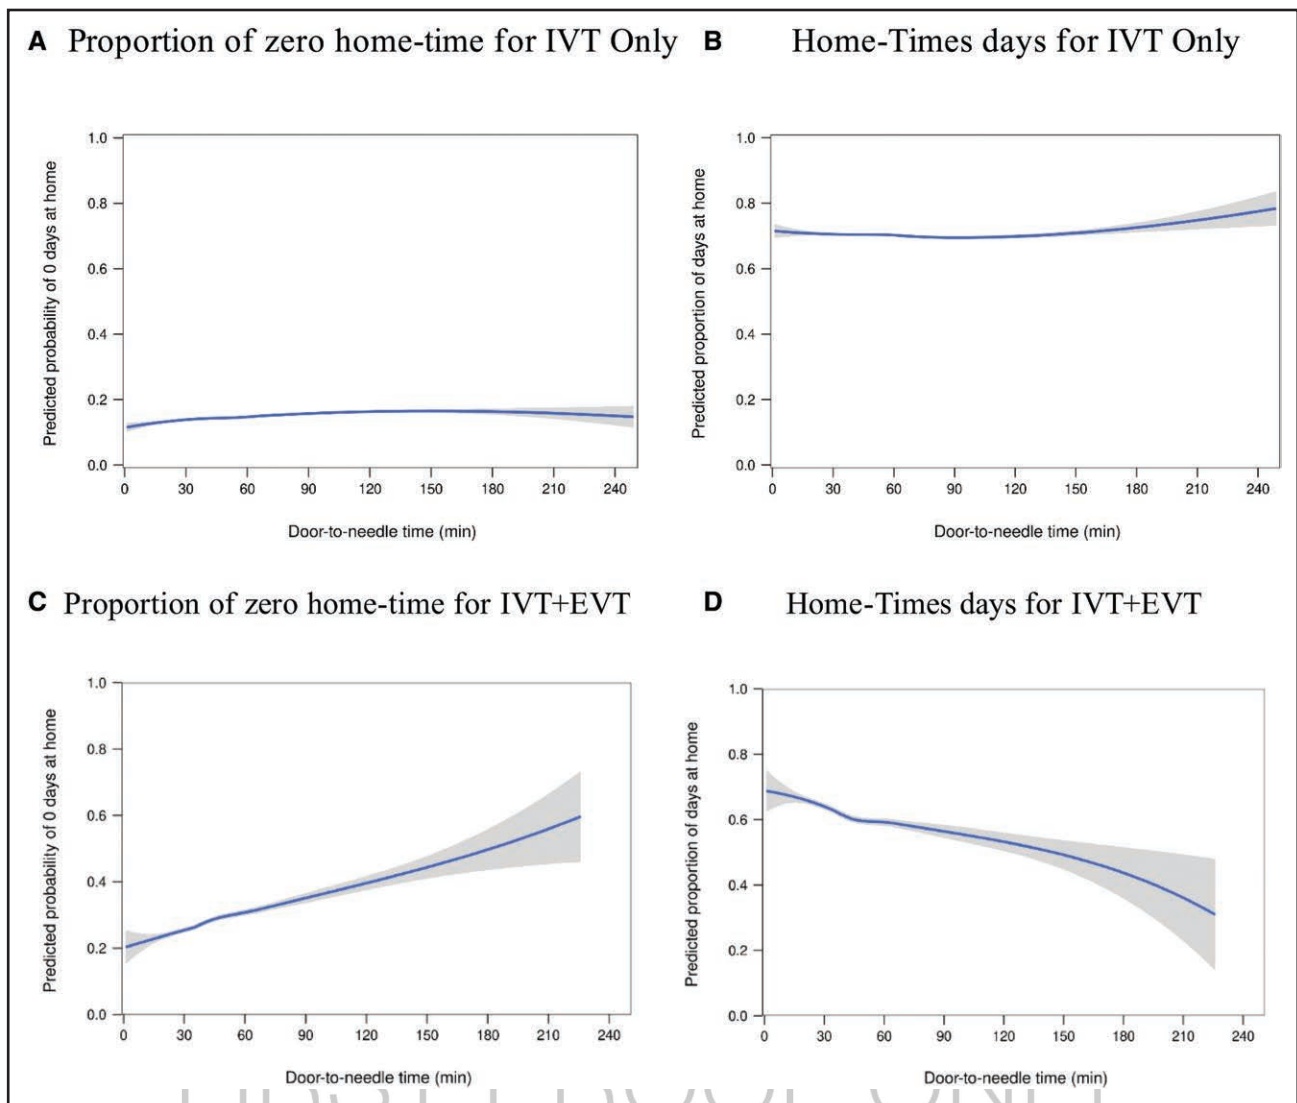 A Proportion of zero home-time for IVT Only
1.0
0.8
0.6
0.4
0.2
0.0
Predicted probability of 0 days at home
0 30 60 90 120 150 180 210 240
Door-to-needle time (min)
B Home-Times days for IVT Only
1.0
0.8
0.6
0.4
0.2
0.0
Predicted proportion of days at home
0 30 60 90 120 150 180 210 240
Door-to-needle time (min)
C Proportion of zero home-time for IVT+EVT
1.0
0.8
0.6
0.4
0.2
0.0
Predicted probability of 0 days at home
0 30 60 90 120 150 180 210 240
Door-to-needle time (min)
D Home-Times days for IVT+EVT
1.0
0.8
0.6
0.4
0.2
0.0
Predicted proportion of days at home
0 30 60 90 120 150 180 210 240
Door-to-needle time (min)